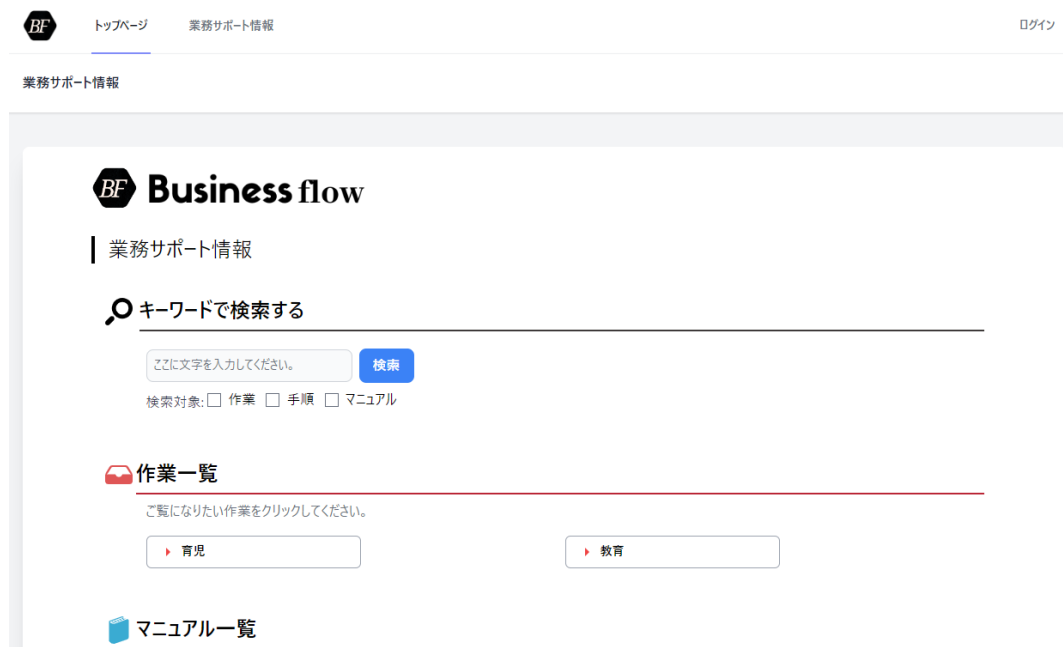 BF トップページ 業務サポート情報 ログイン
業務サポート情報
BF Business flow
業務サポート情報
キーワードで検索する
ここに文字を入力してください。 検索
検索対象: 作業 手順 マニュアル
作業一覧
ご覧になりたい作業をクリックしてください。
育児 教育
マニュアル一覧